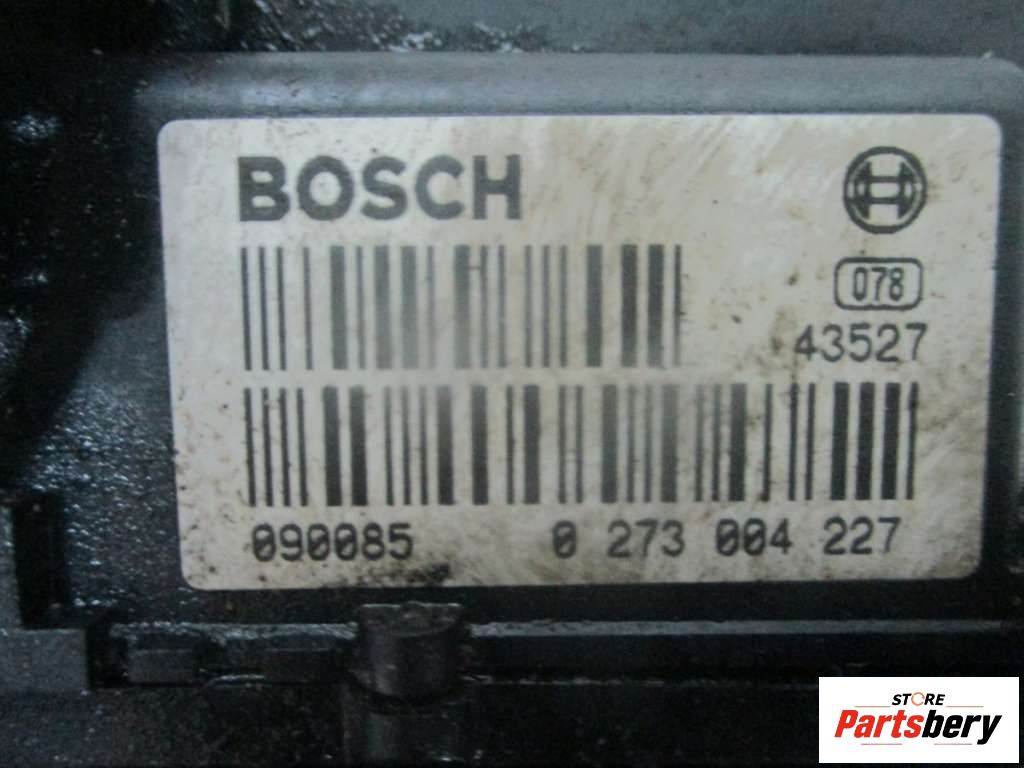 BOSCH
078
43527
090085 0 273 004 227
STORE
Partsbery